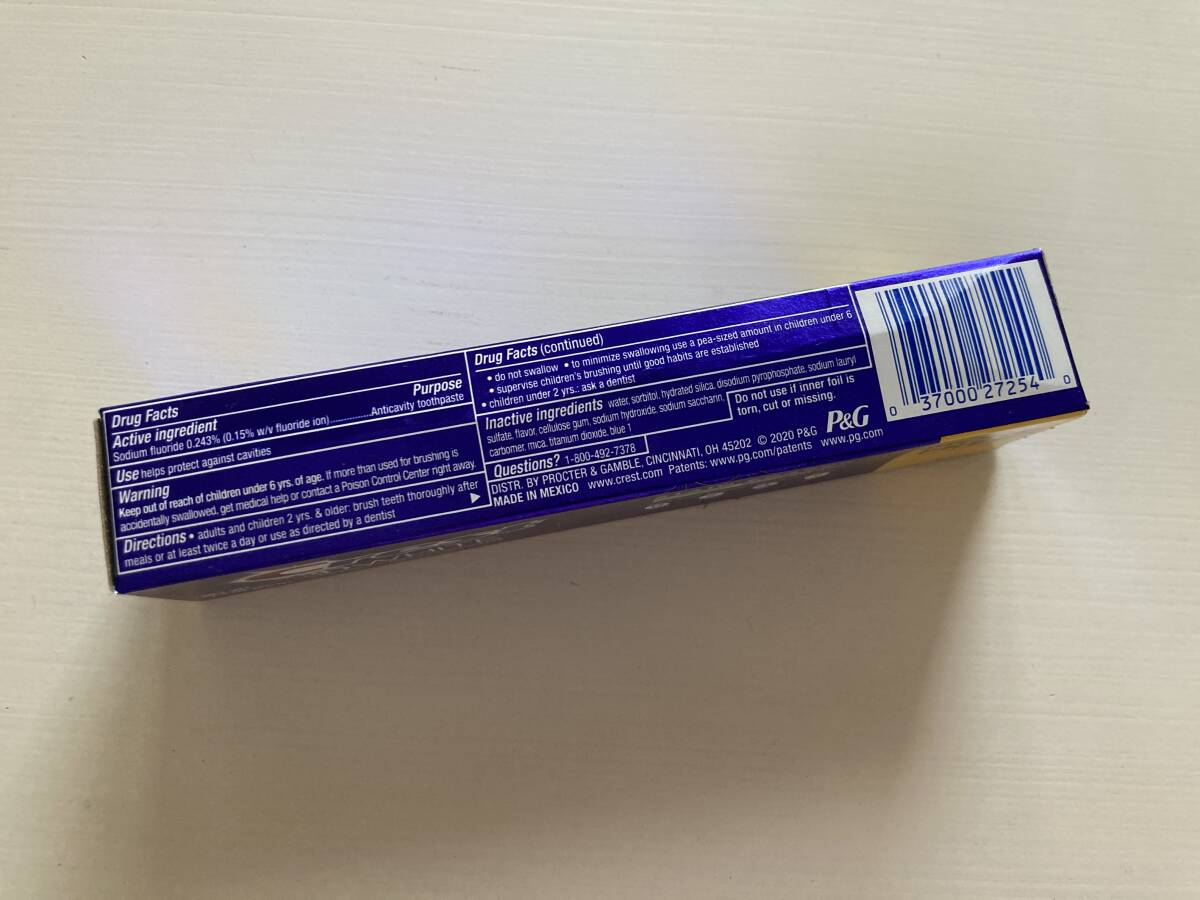 Drug Facts
Active ingredient Purpose
Sodium fluoride 0.243% (0.15% w/v fluoride ion)..............Anticavity toothpaste
Use helps protect against cavities
Warning
Keep out of reach of children under 6 yrs. of age. If more than used for brushing is
accidentally swallowed, get medical help or contact a Poison Control Center right away.
Directions • adults and children 2 yrs. & older: brush teeth thoroughly after
meals or at least twice a day or use as directed by a dentist
Drug Facts (continued)
• do not swallow • to minimize swallowing use a pea-sized amount in children under 6
• supervise children's brushing until good habits are established
• children under 2 yrs.: ask a dentist
Inactive ingredients water, sorbitol, hydrated silica, disodium pyrophosphate, sodium lauryl
sulfate, flavor, cellulose gum, sodium hydroxide, sodium saccharin,
carbomer, mica, titanium dioxide, blue 1
Do not use if inner foil is
torn, cut or missing.
Questions? 1-800-492-7378
DISTR. BY PROCTER & GAMBLE, CINCINNATI, OH 45202 © 2020 P&G
MADE IN MEXICO www.crest.com Patents: www.pg.com/patents www.pg.com
P&G
0 37000 27254 0